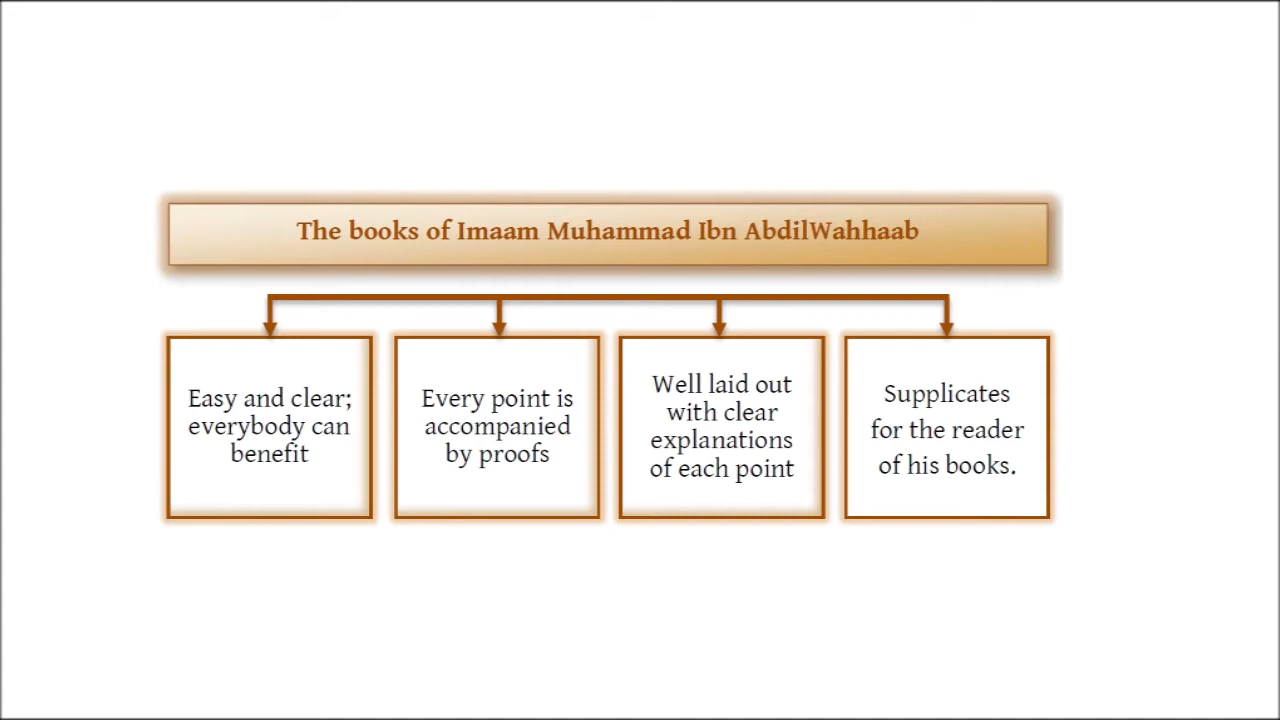 The books of Imaam Muhammad Ibn AbdilWahhaab
Easy and clear;
everybody can
benefit
Every point is
accompanied
by proofs
Well laid out
with clear
explanations
of each point
Supplicates
for the reader
of his books.